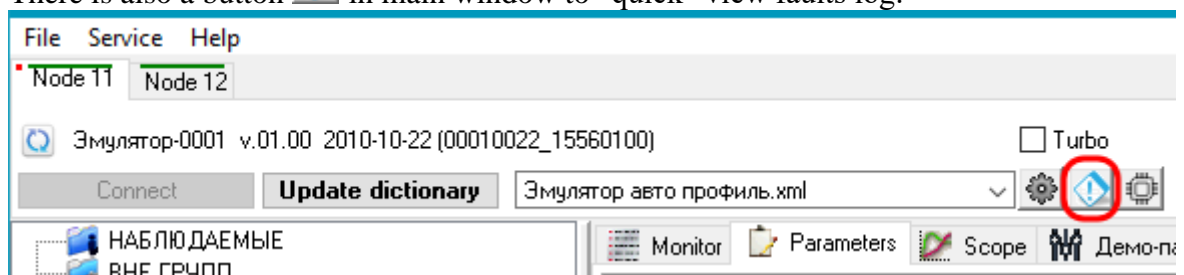 There is also a button in main window to "quick" view faults log.
File Service Help
Node 11 Node 12
Эмулятор-0001 v.01.00 2010-10-22 (00010022_15560100) Turbo
Connect Update dictionary Эмулятор авто профиль.xml
НАБЛЮДАЕМЫЕ Monitor Parameters Scope Демо-па
ВНЕ ГРУПП